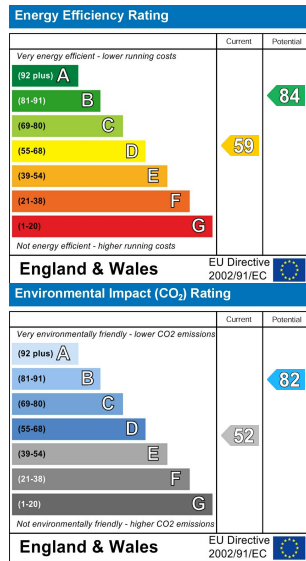 Energy Efficiency Rating
Current Potential
Very energy efficient - lower running costs
(92 plus) A
(81-91) B
(69-80) C
(55-68) D
(39-54) E
(21-38) F
(1-20) G
59
84
Not energy efficient - higher running costs
England & Wales
EU Directive
2002/91/EC
Environmental Impact (CO₂) Rating
Current Potential
Very environmentally friendly - lower CO2 emissions
(92 plus) A
(81-91) B
(69-80) C
(55-68) D
(39-54) E
(21-38) F
(1-20) G
52
82
Not environmentally friendly - higher CO2 emissions
England & Wales
EU Directive
2002/91/EC